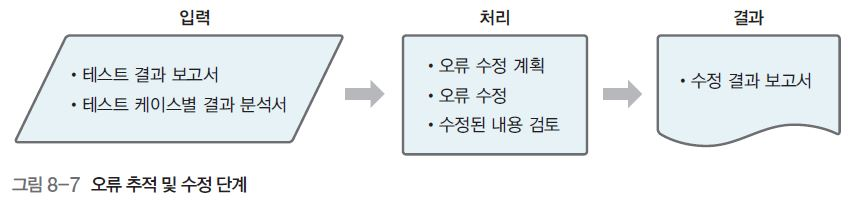 입력
처리
결과
• 테스트 결과 보고서
• 테스트 케이스별 결과 분석서
• 오류 수정 계획
• 오류 수정
• 수정된 내용 검토
• 수정 결과 보고서
그림 8-7 오류 추적 및 수정 단계